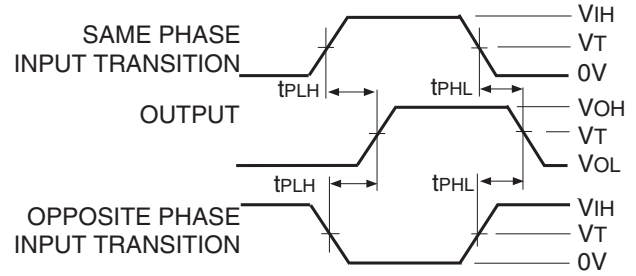 SAME PHASE
INPUT TRANSITION
VIH
VT
0V
tPLH
tPHL
OUTPUT
VOH
VT
VOL
tPLH
tPHL
OPPOSITE PHASE
INPUT TRANSITION
VIH
VT
0V